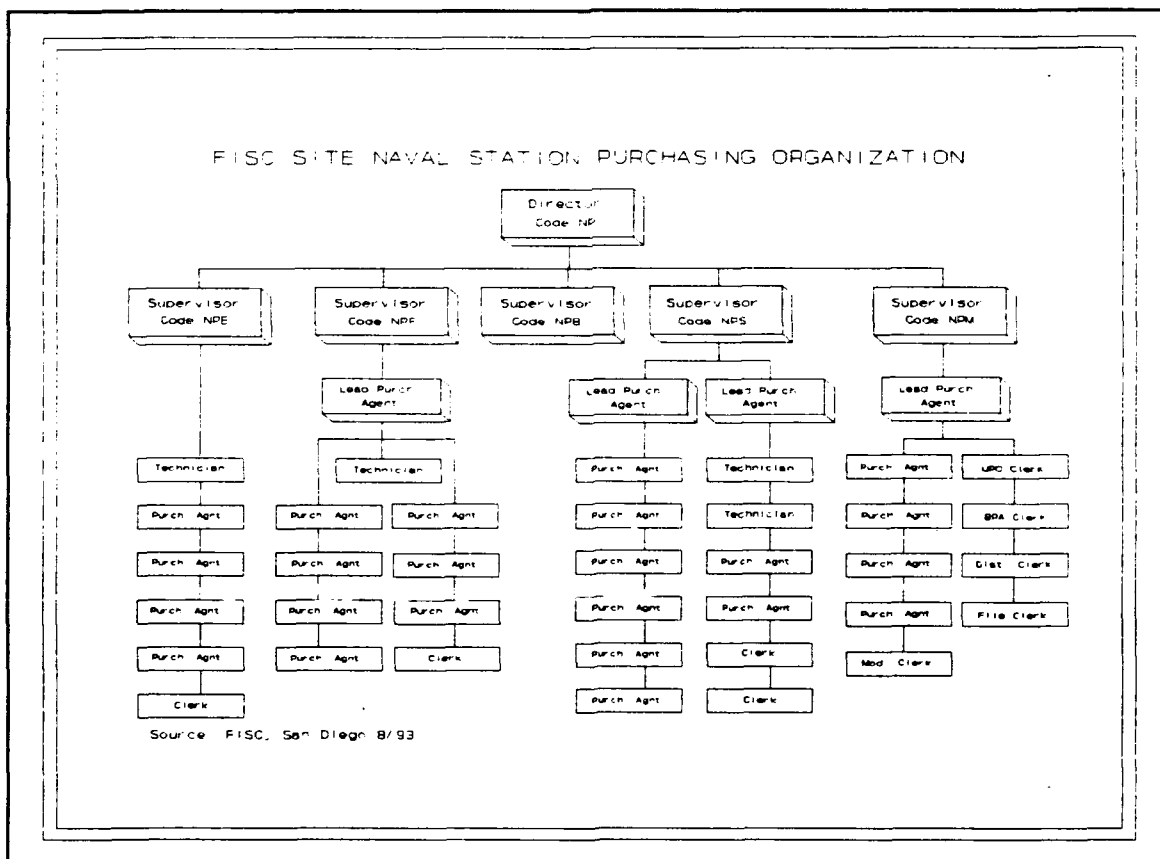 FISC SITE NAVAL STATION PURCHASING ORGANIZATION
Director
Code NP
Supervisor
Code NPE
Supervisor
Code NPF
Supervisor
Code NPB
Supervisor
Code NPS
Supervisor
Code NPM
Lead Purch
Agent
Lead Purch
Agent
Lead Purch
Agent
Lead Purch
Agent
Technician
Purch Agnt
Purch Agnt
Purch Agnt
Purch Agnt
Clerk
Technician
Purch Agnt
Purch Agnt
Purch Agnt
Purch Agnt
Purch Agnt
Purch Agnt
Purch Agnt
Clerk
Purch Agnt
Purch Agnt
Purch Agnt
Purch Agnt
Purch Agnt
Purch Agnt
Technician
Technician
Purch Agnt
Purch Agnt
Clerk
Clerk
Purch Agnt
Purch Agnt
Purch Agnt
Purch Agnt
Mod Clerk
Clerk
BPA Clerk
Dist Clerk
File Clerk
Source FISC, San Diego 8/93